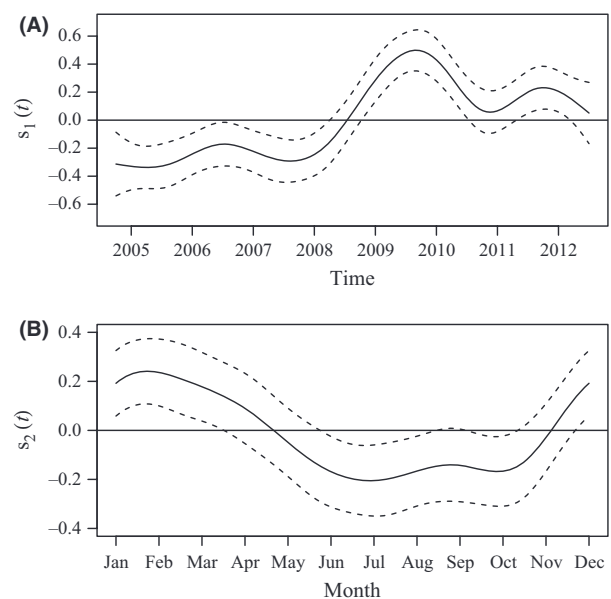 (A)
s1 (t)
0.6
0.4
0.2
0.0
−0.2
−0.4
−0.6
2005 2006 2007 2008 2009 2010 2011 2012
Time
(B)
s2 (t)
0.4
0.2
0.0
−0.2
−0.4
Jan Feb Mar Apr May Jun Jul Aug Sep Oct Nov Dec
Month